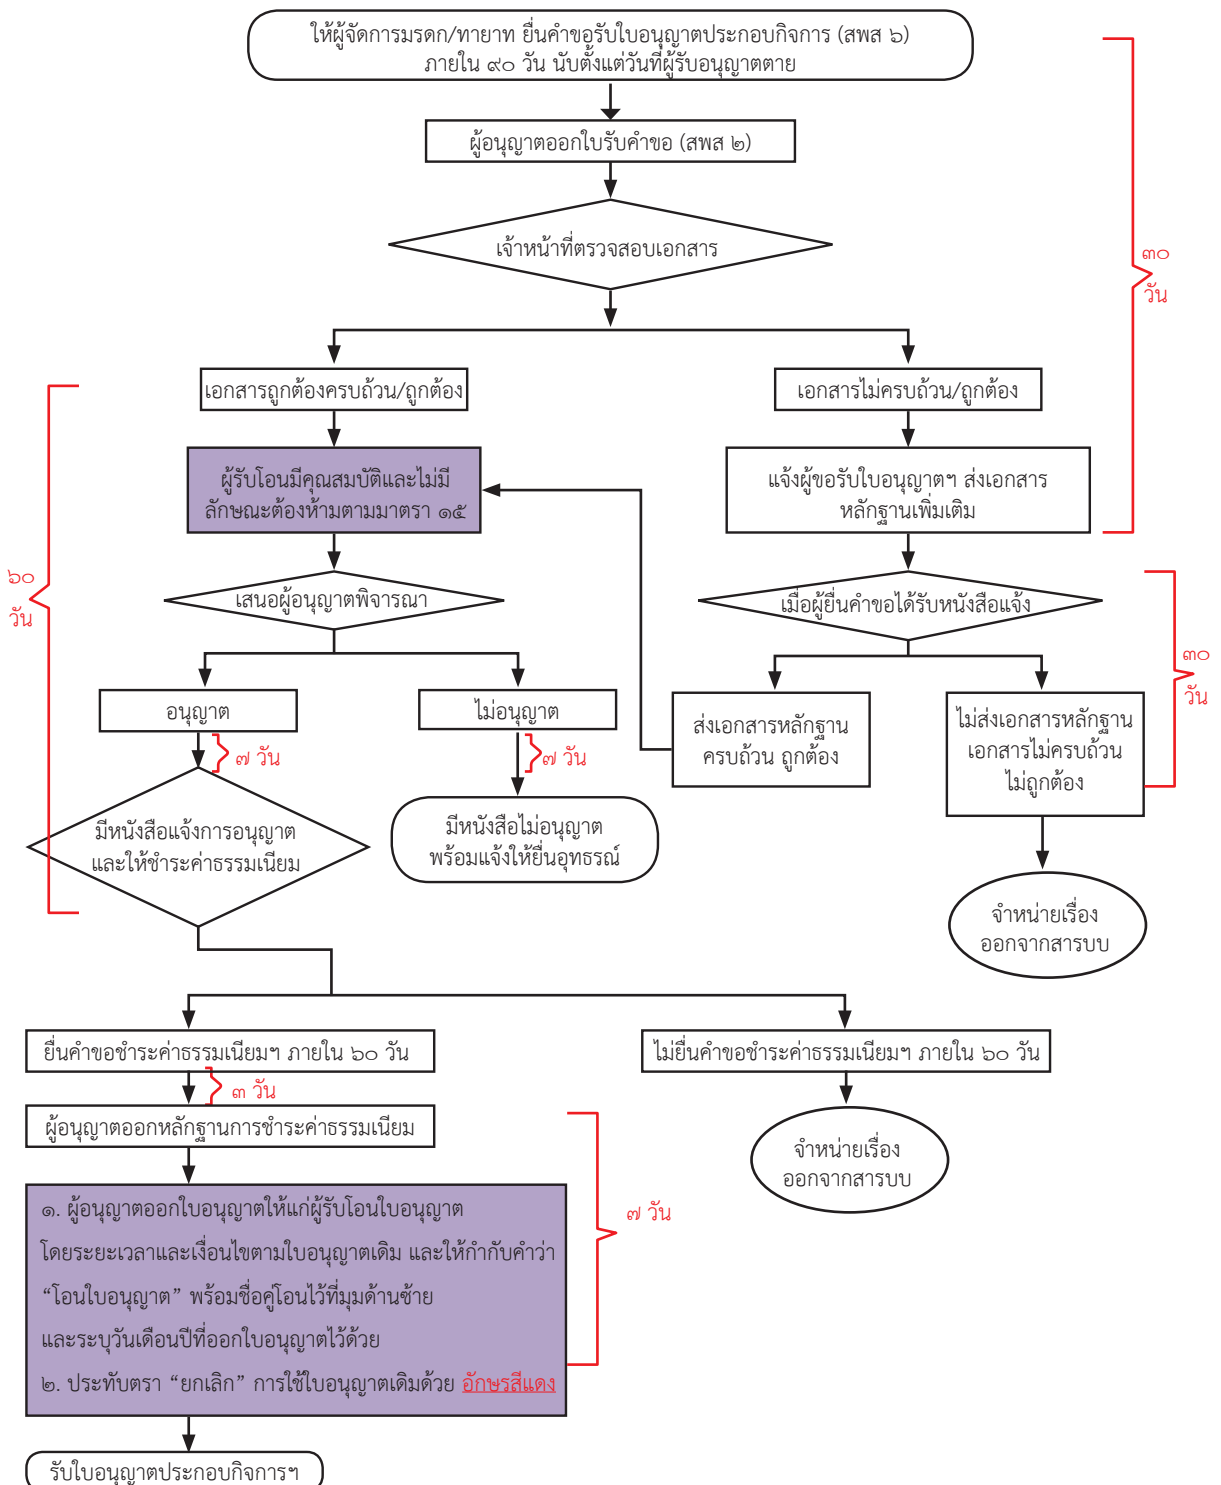 ให้ผู้จัดการมรดก/ทายาท ยื่นคำขอรับใบอนุญาตประกอบกิจการ (สพส ๖)
ภายใน ๙๐ วัน นับตั้งแต่วันที่ผู้รับอนุญาตตาย
ผู้อนุญาตออกใบรับคำขอ (สพส ๒)
เจ้าหน้าที่ตรวจสอบเอกสาร
๓๐
วัน
เอกสารถูกต้องครบถ้วน/ถูกต้อง
เอกสารไม่ครบถ้วน/ถูกต้อง
ผู้รับโอนมีคุณสมบัติและไม่มี
ลักษณะต้องห้ามตามมาตรา ๑๕
แจ้งผู้ขอรับใบอนุญาตฯ ส่งเอกสาร
หลักฐานเพิ่มเติม
๖๐
วัน
เสนอผู้อนุญาตพิจารณา
เมื่อผู้ยื่นคำขอได้รับหนังสือแจ้ง
๓๐
วัน
อนุญาต
ไม่อนุญาต
ส่งเอกสารหลักฐาน
ครบถ้วน ถูกต้อง
ไม่ส่งเอกสารหลักฐาน
เอกสารไม่ครบถ้วน
ไม่ถูกต้อง
๗ วัน
๗ วัน
มีหนังสือแจ้งการอนุญาต
และให้ชำระค่าธรรมเนียม
มีหนังสือไม่อนุญาต
พร้อมแจ้งให้ยื่นอุทธรณ์
จำหน่ายเรื่อง
ออกจากสารบบ
ยื่นคำขอชำระค่าธรรมเนียมฯ ภายใน ๖๐ วัน
ไม่ยื่นคำขอชำระค่าธรรมเนียมฯ ภายใน ๖๐ วัน
๓ วัน
ผู้อนุญาตออกหลักฐานการชำระค่าธรรมเนียม
จำหน่ายเรื่อง
ออกจากสารบบ
๗ วัน
๑. ผู้อนุญาตออกใบอนุญาตให้แก่ผู้รับโอนใบอนุญาต
โดยระยะเวลาและเงื่อนไขตามใบอนุญาตเดิม และให้กำกับคำว่า
“โอนใบอนุญาต” พร้อมชื่อคู่โอนไว้ที่มุมด้านซ้าย
และระบุวันเดือนปีที่ออกใบอนุญาตไว้ด้วย
๒. ประทับตรา “ยกเลิก” การใช้ใบอนุญาตเดิมด้วย อักษรสีแดง
รับใบอนุญาตประกอบกิจการฯ